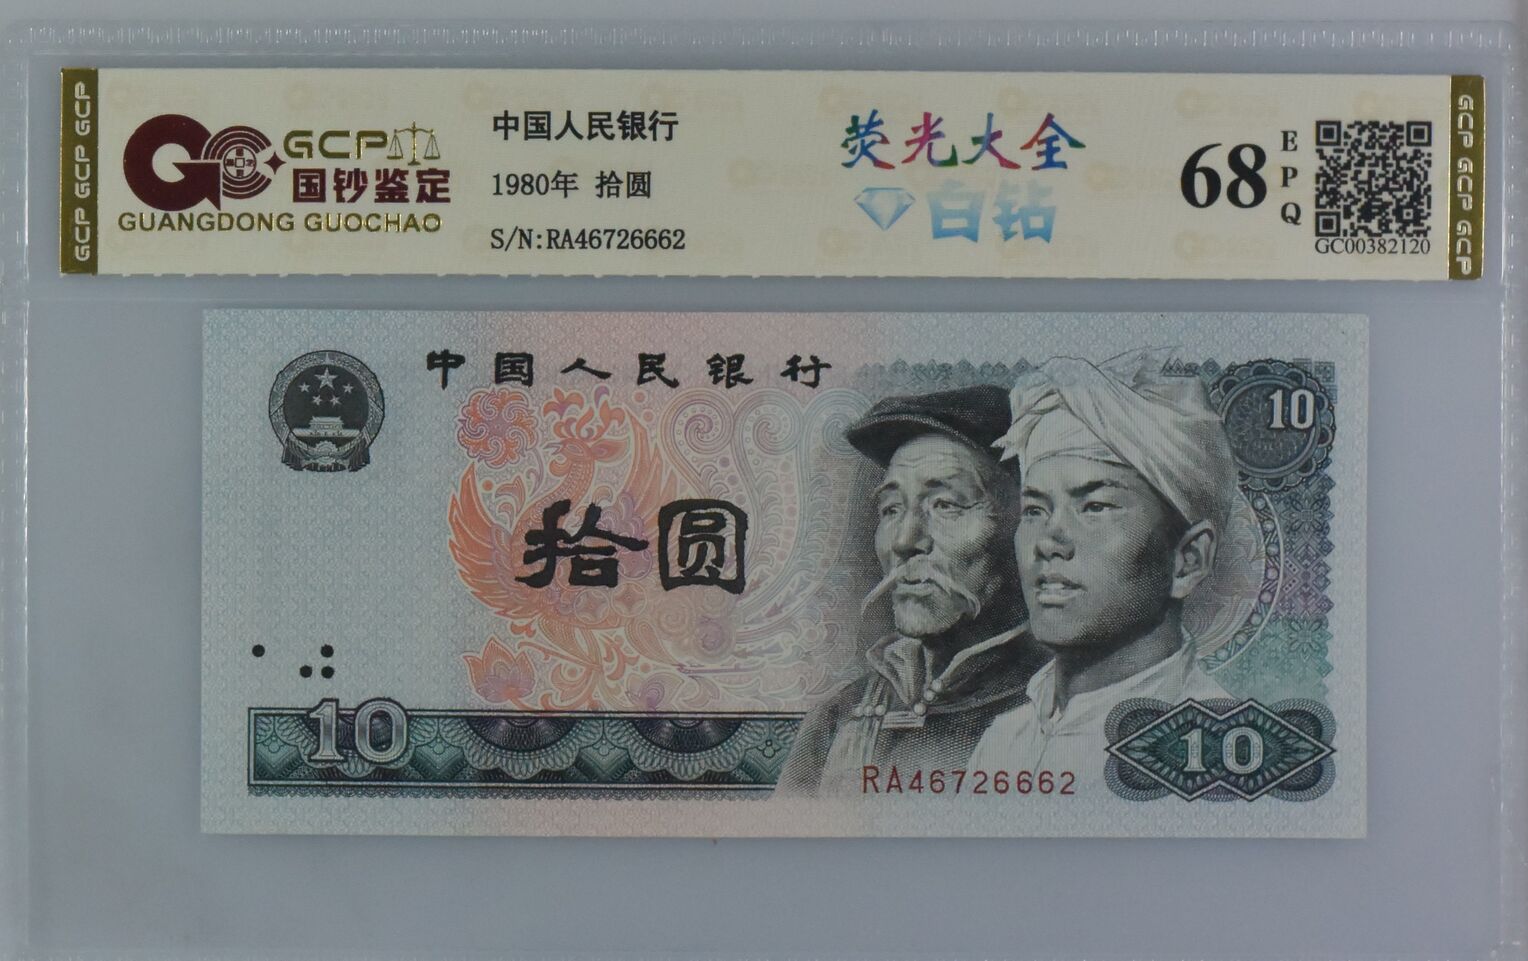 GCP GCP GCP
GCP
国钞鉴定
GUANGDONG GUOCHAO
中国人民银行
1980年 拾圆
S/N:RA46726662
荧光大全
白钻
68
EPQ
GC00382120
GCP GCP GCP
中国人民银行
10
拾圆
10
RA46726662
10